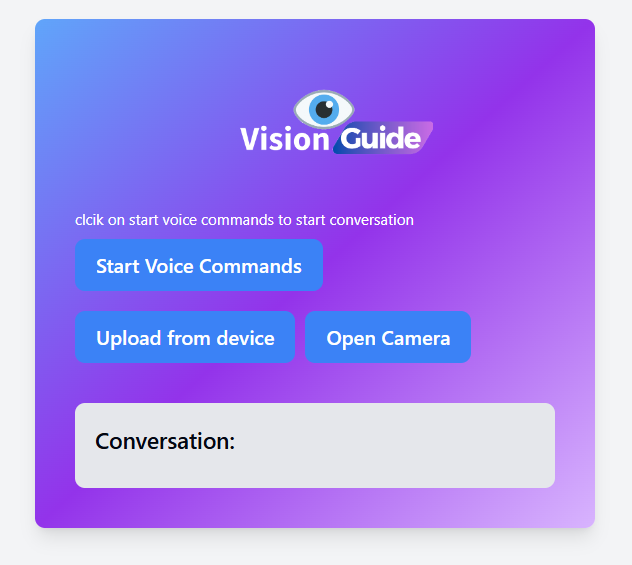 Vision Guide
clcik on start voice commands to start conversation
Start Voice Commands
Upload from device Open Camera
Conversation: